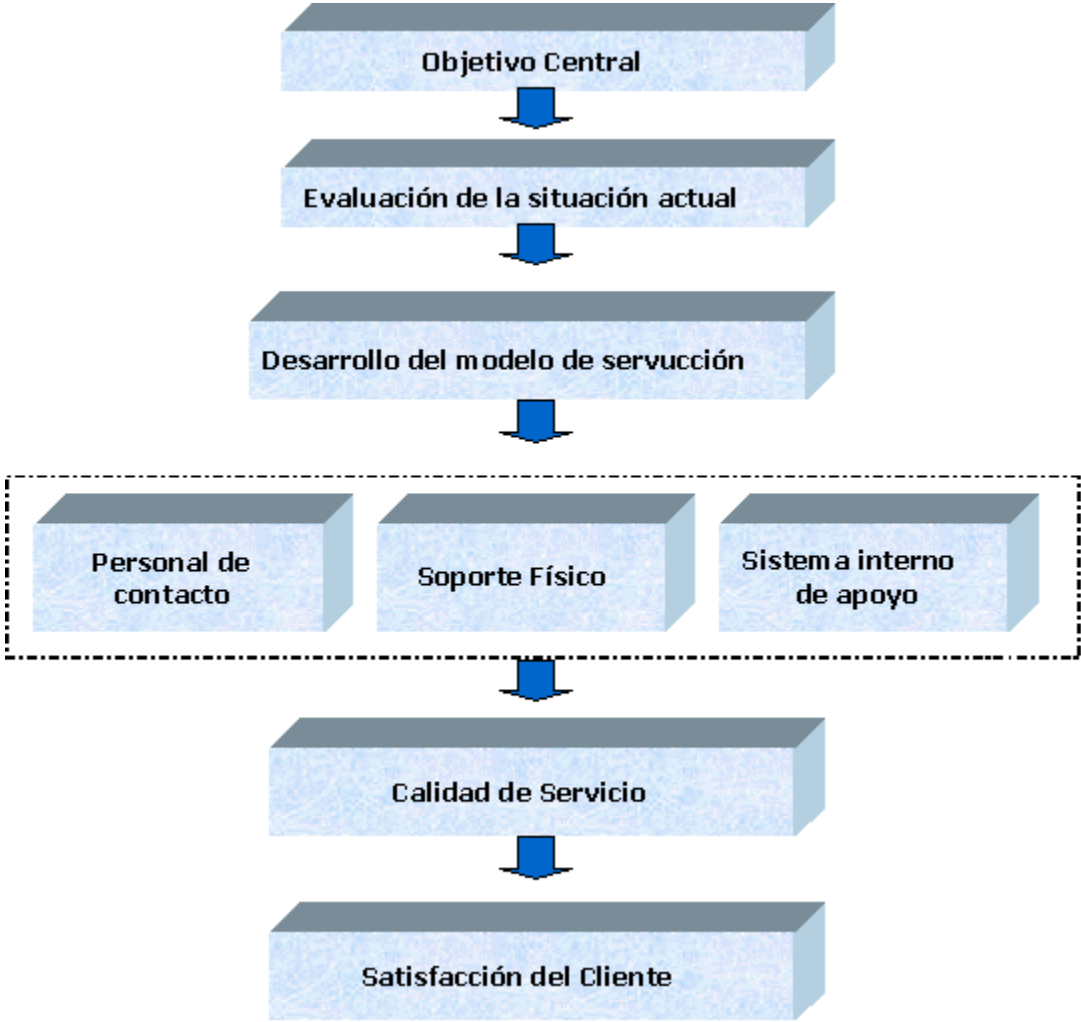 Objetivo Central
Evaluación de la situación actual
Desarrollo del modelo de servucción
Personal de
contacto
Soporte Físico
Sistema interno
de apoyo
Calidad de Servicio
Satisfacción del Cliente